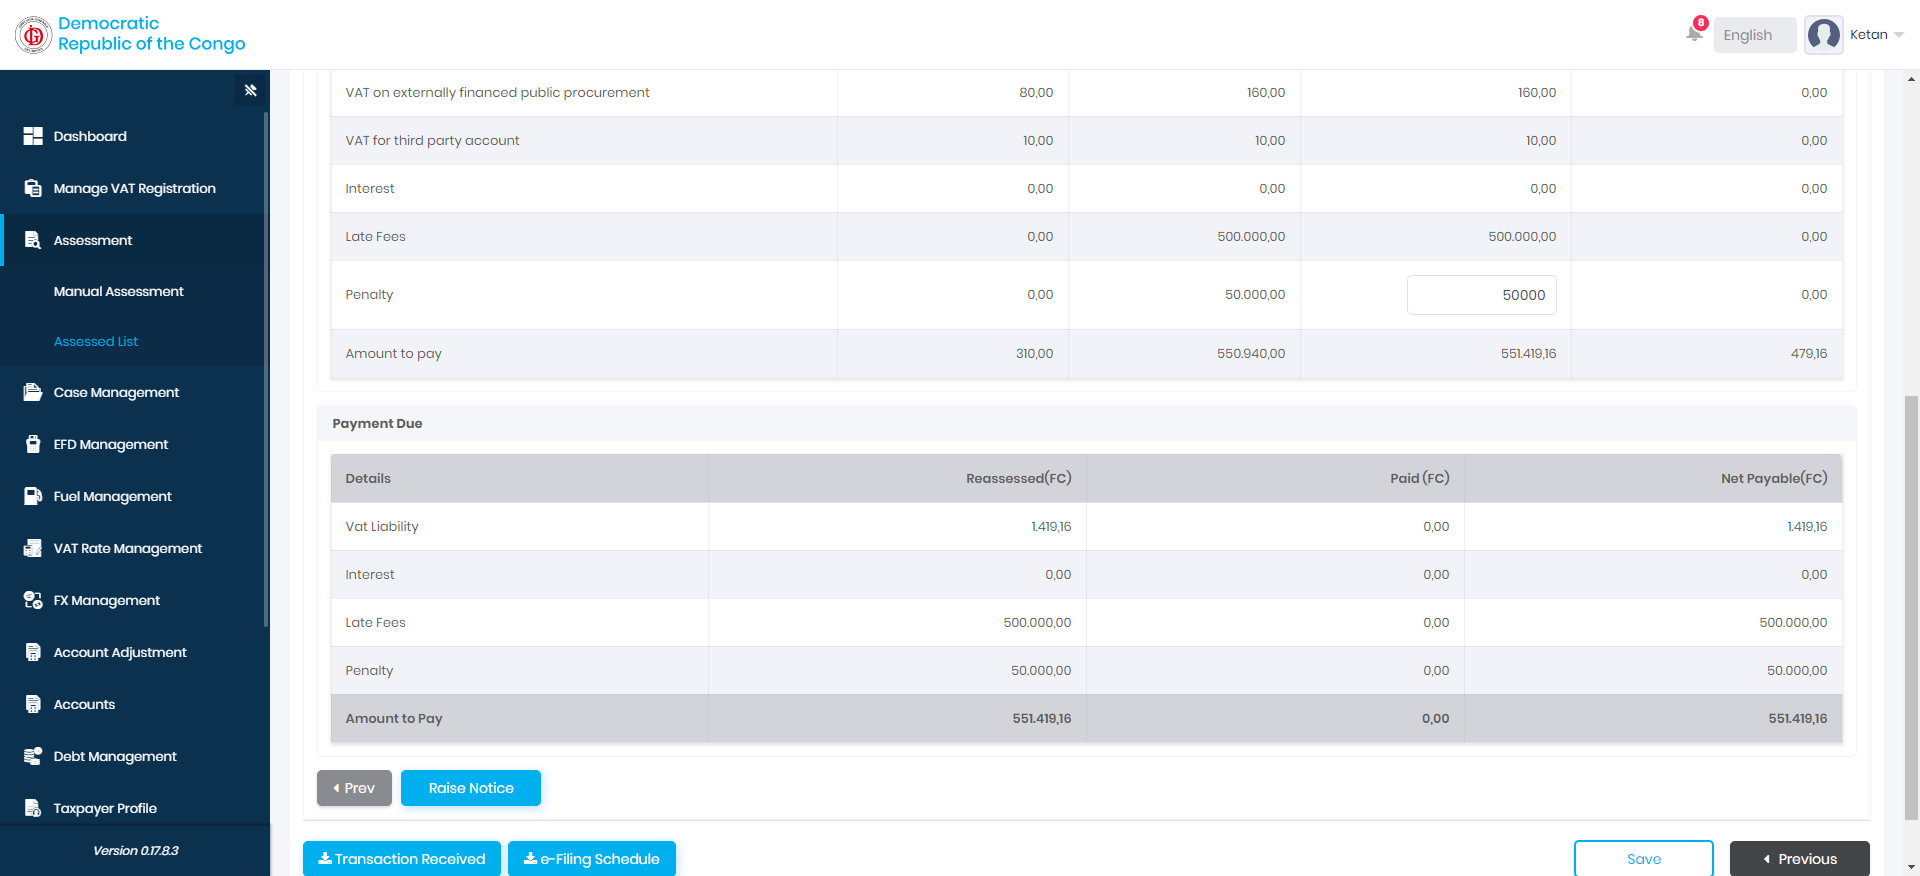 Democratic
Republic of the Congo
8
English
Ketan
Dashboard
Manage VAT Registration
Assessment
Manual Assessment
Assessed List
Case Management
EFD Management
Fuel Management
VAT Rate Management
FX Management
Account Adjustment
Accounts
Debt Management
Taxpayer Profile
Version 0.17.8.3
VAT on externally financed public procurement 80,00 160,00 160,00 0,00
VAT for third party account 10,00 10,00 10,00 0,00
Interest 0,00 0,00 0,00 0,00
Late Fees 0,00 500.000,00 500.000,00 0,00
Penalty 0,00 50.000,00 50000 0,00
Amount to pay 310,00 550.940,00 551.419,16 479,16
Payment Due
Details Reassessed(FC) Paid (FC) Net Payable(FC)
Vat Liability 1.419,16 0,00 1.419,16
Interest 0,00 0,00 0,00
Late Fees 500.000,00 0,00 500.000,00
Penalty 50.000,00 0,00 50.000,00
Amount to Pay 551.419,16 0,00 551.419,16
Prev
Raise Notice
Transaction Received
e-Filing Schedule
Save
Previous